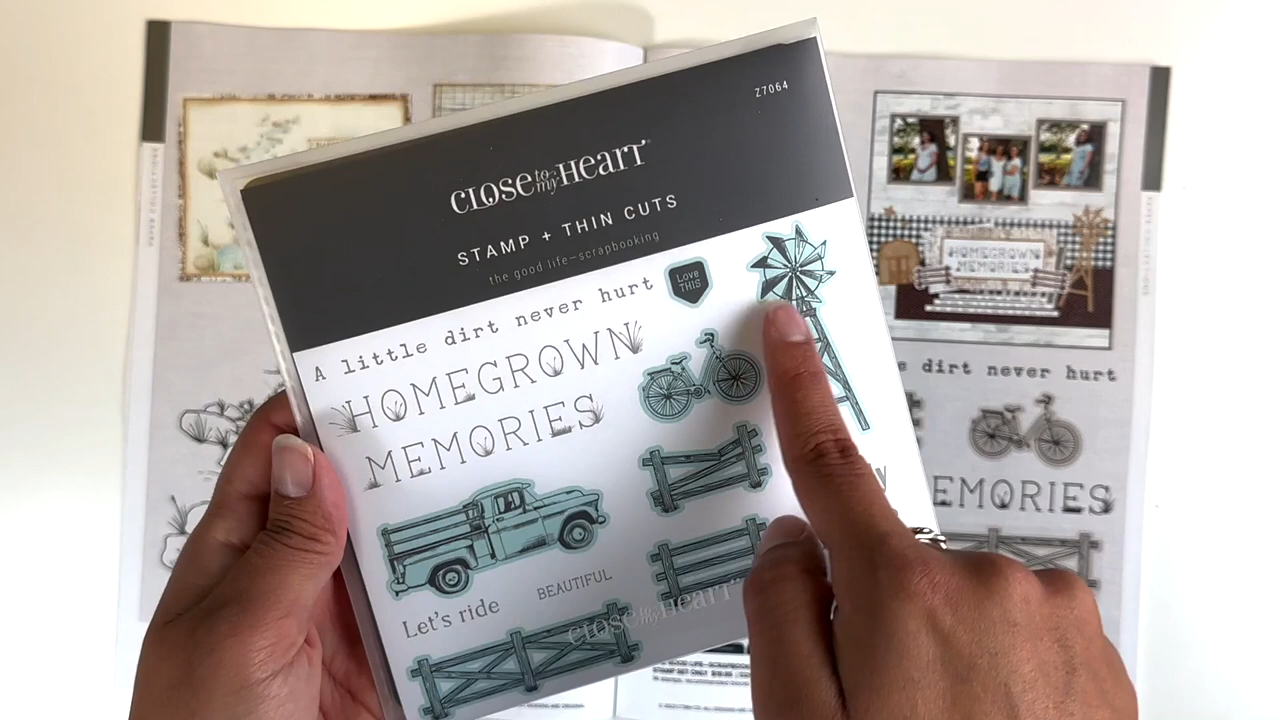 Z7064
CLOSE to my HEART®
STAMP + THIN CUTS
the good life—scrapbooking
A little dirt never hurt
Love
THIS
HOMEGROWN
MEMORIES
Let's ride
BEAUTIFUL
CLOSE to my HEART
HOMEGROWN
MEMORIES
e dirt never hurt
EMORIES